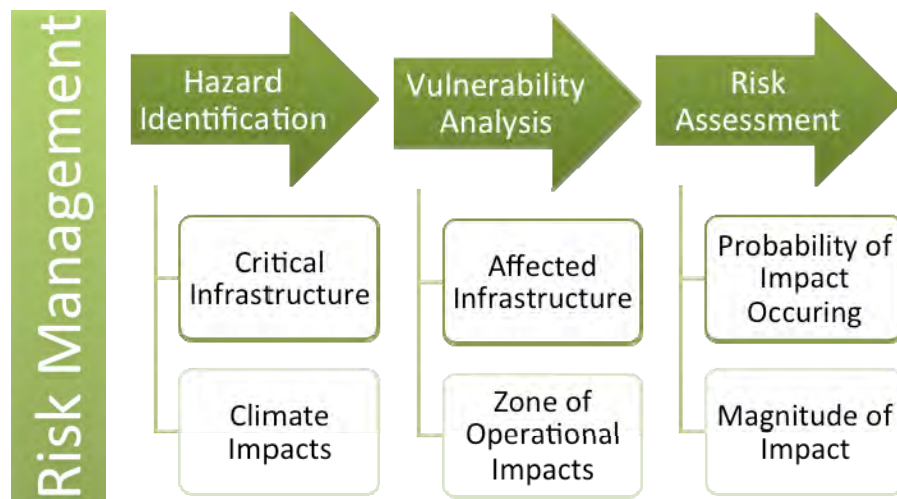 Risk Management
Hazard
Identification
Vulnerability
Analysis
Risk
Assessment
Critical
Infrastructure
Climate
Impacts
Affected
Infrastructure
Zone of
Operational
Impacts
Probability of
Impact
Occuring
Magnitude of
Impact